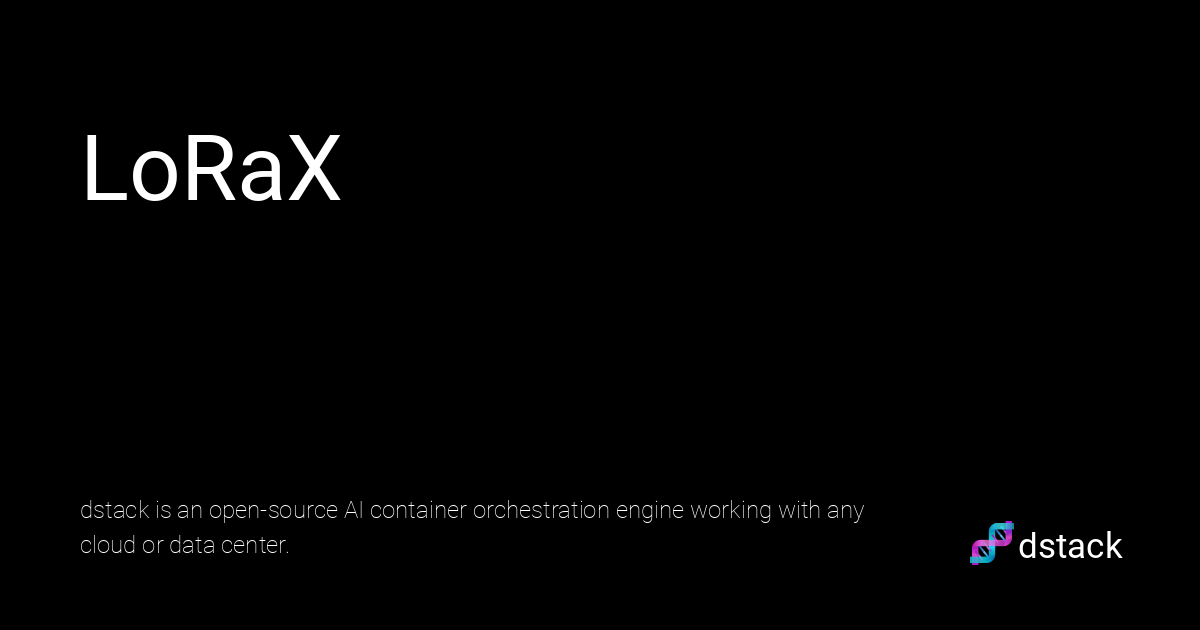 LoRaX
dstack is an open-source AI container orchestration engine working with any
cloud or data center.
dstack